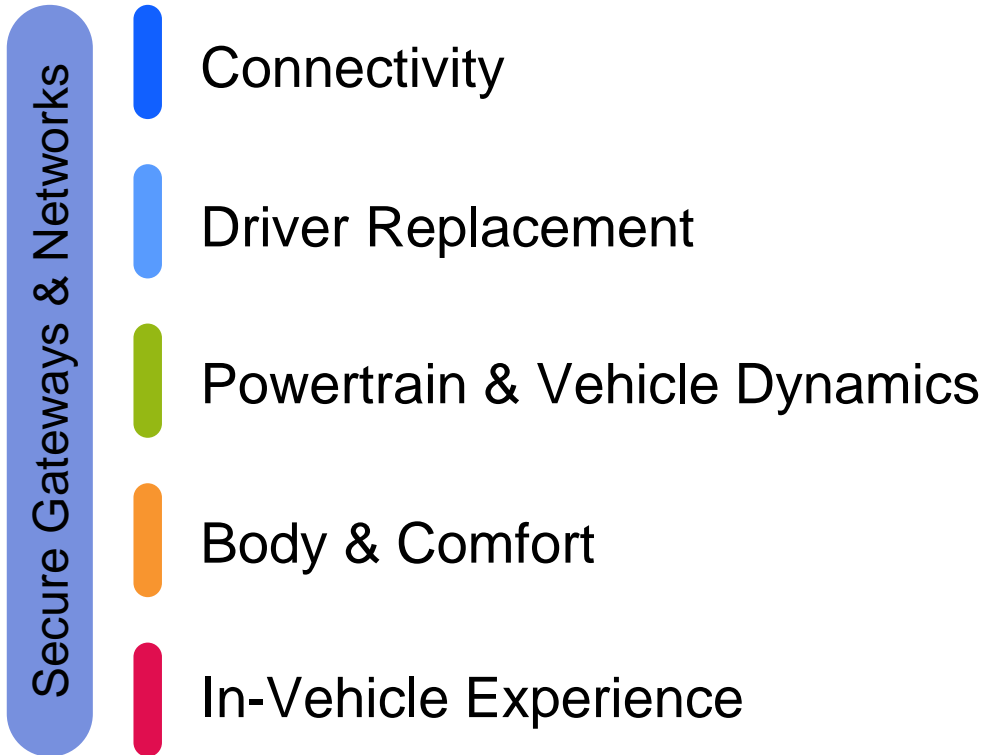 Secure Gateways & Networks
Connectivity
Driver Replacement
Powertrain & Vehicle Dynamics
Body & Comfort
In-Vehicle Experience